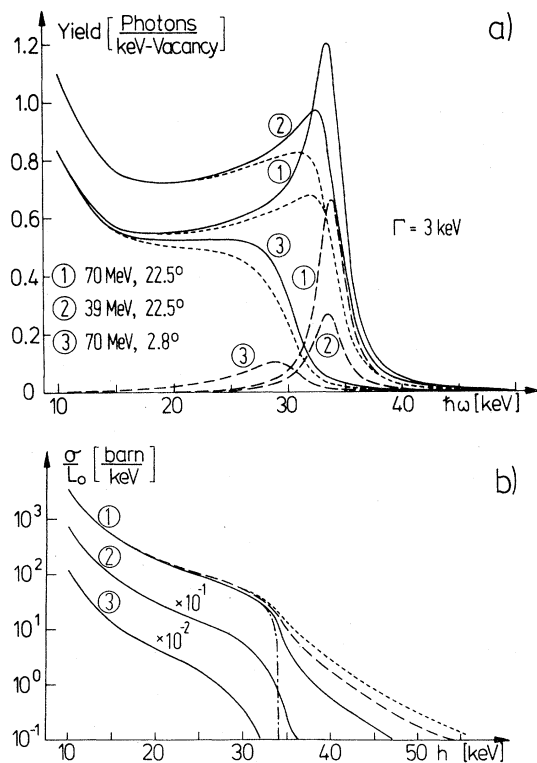 Yield [Photons / keV-Vacancy]
a)
1.2
1.0
0.8
0.6
0.4
0.2
0
② 
①
③
Γ = 3 keV
① 70 MeV, 22.5°
② 39 MeV, 22.5°
③ 70 MeV, 2.8°
①
②
③
10 20 30 40 ħω [keV]
σ/L₀ [barn/keV]
b)
10³
10²
10¹
10⁰
10⁻¹
①
②
×10⁻¹
③
×10⁻²
10 20 30 40 50 h [keV]